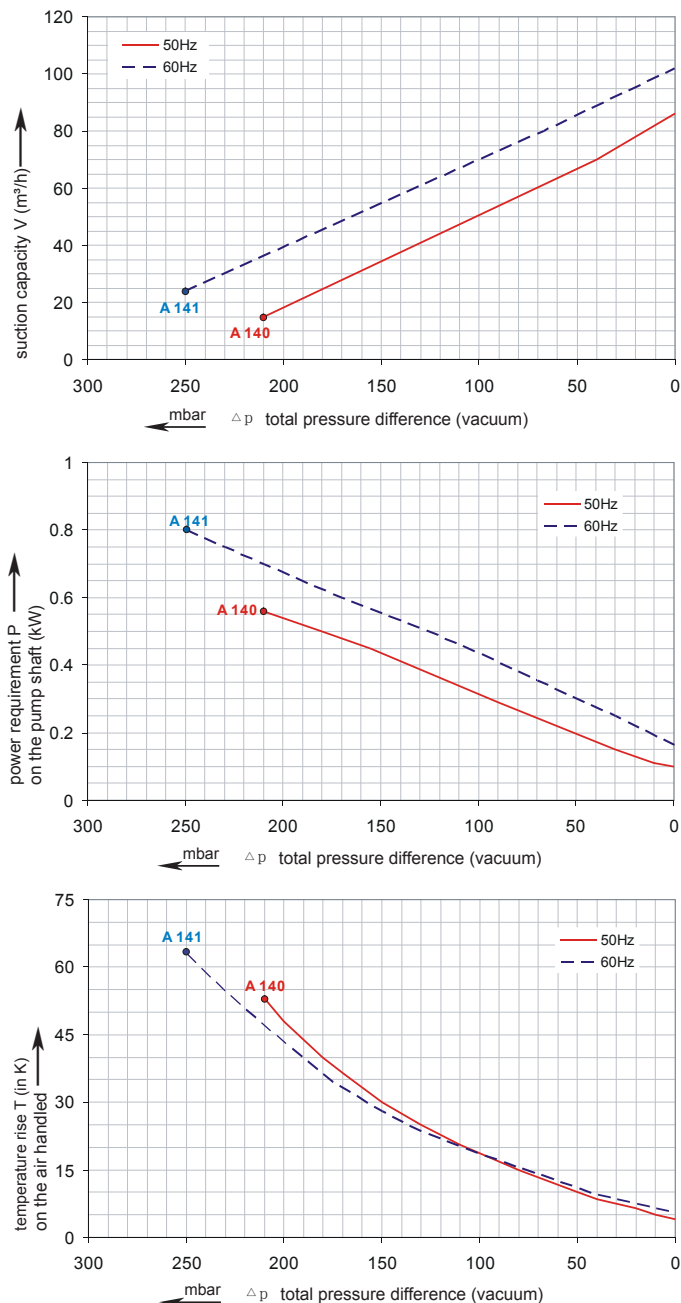 120
100
80
60
40
20
0
50Hz
60Hz
A 141
A 140
suction capacity V (m³/h)
300
250
200
150
100
50
0
mbar
△p total pressure difference (vacuum)
1
0.8
0.6
0.4
0.2
0
50Hz
60Hz
A 141
A 140
power requirement P
on the pump shaft (kW)
300
250
200
150
100
50
0
mbar
△p total pressure difference (vacuum)
75
60
45
30
15
0
50Hz
60Hz
A 141
A 140
temperature rise T (in K)
on the air handled
300
250
200
150
100
50
0
mbar
△p total pressure difference (vacuum)